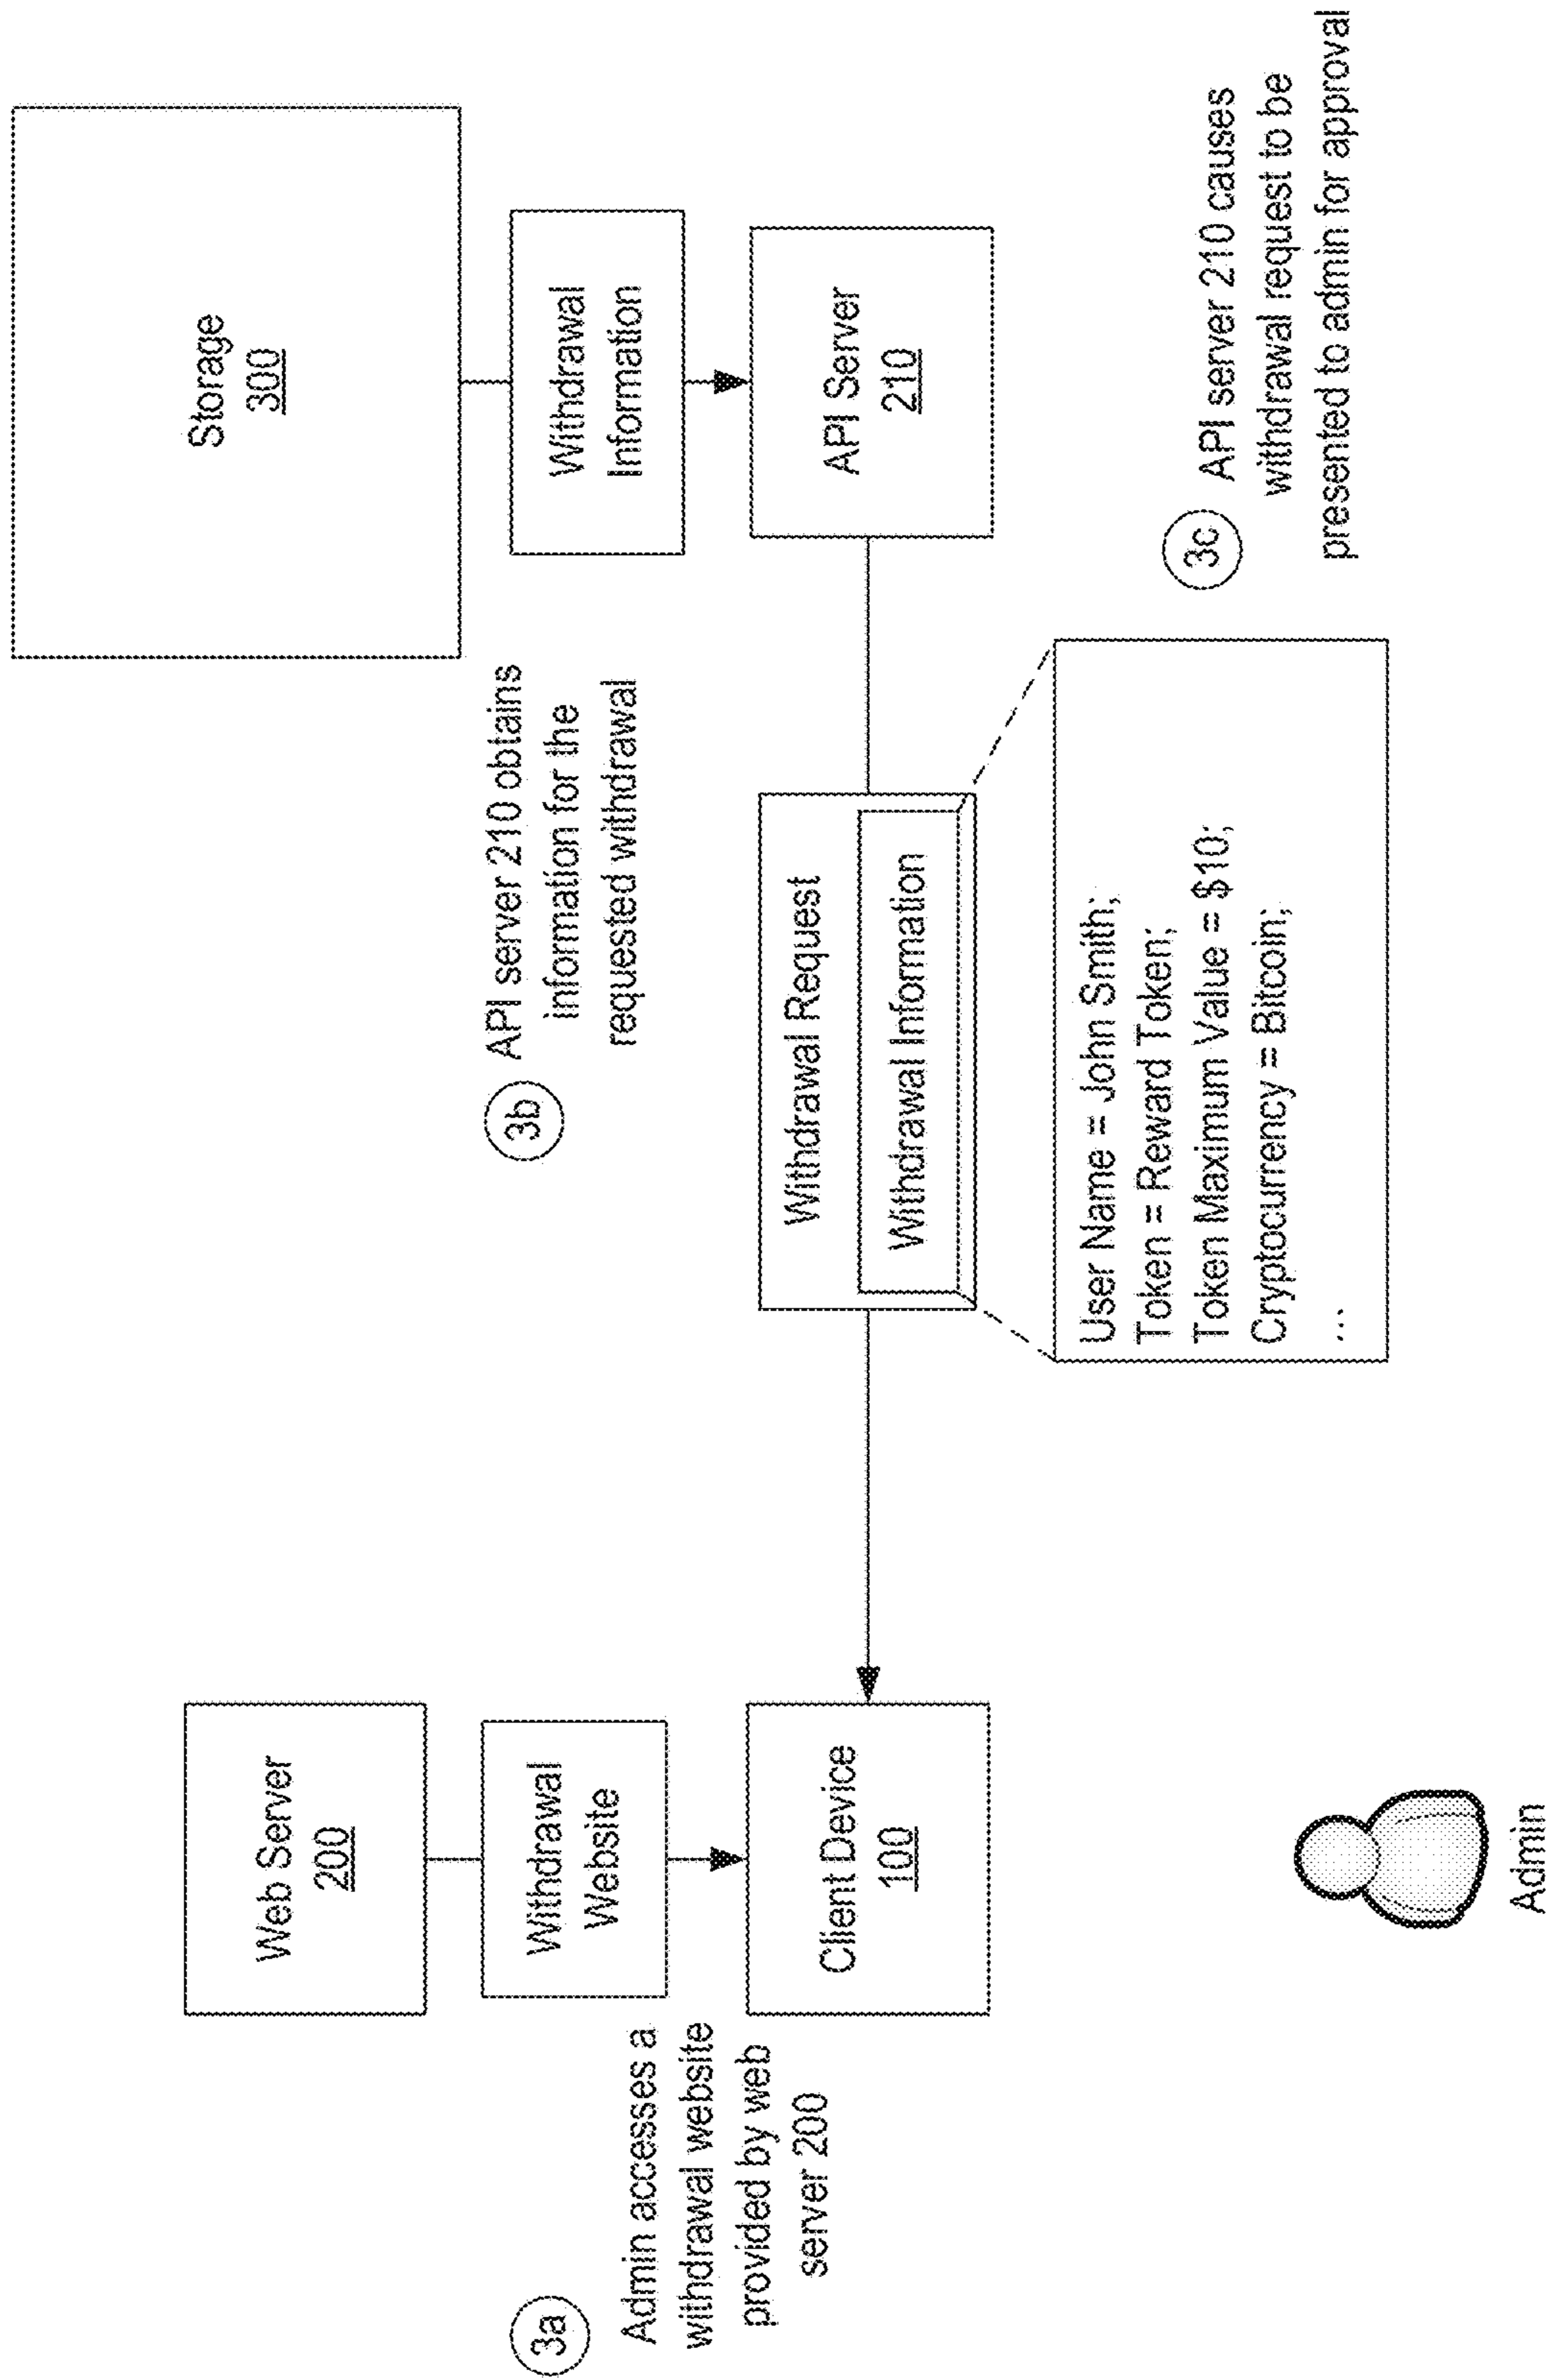 Web Server
200
Storage
300
Withdrawal
Website
3a
Admin accesses a
withdrawal website
provided by web
server 200
3b
API server 210 obtains
information for the
requested withdrawal
Withdrawal
Information
Client Device
100
Withdrawal Request
Withdrawal Information
API Server
210
User Name = John Smith;
Token = Reward Token;
Token Maximum Value = $10;
Cryptocurrency = Bitcoin;
...
3c
API server 210 causes
withdrawal request to be
presented to admin for approval
Admin